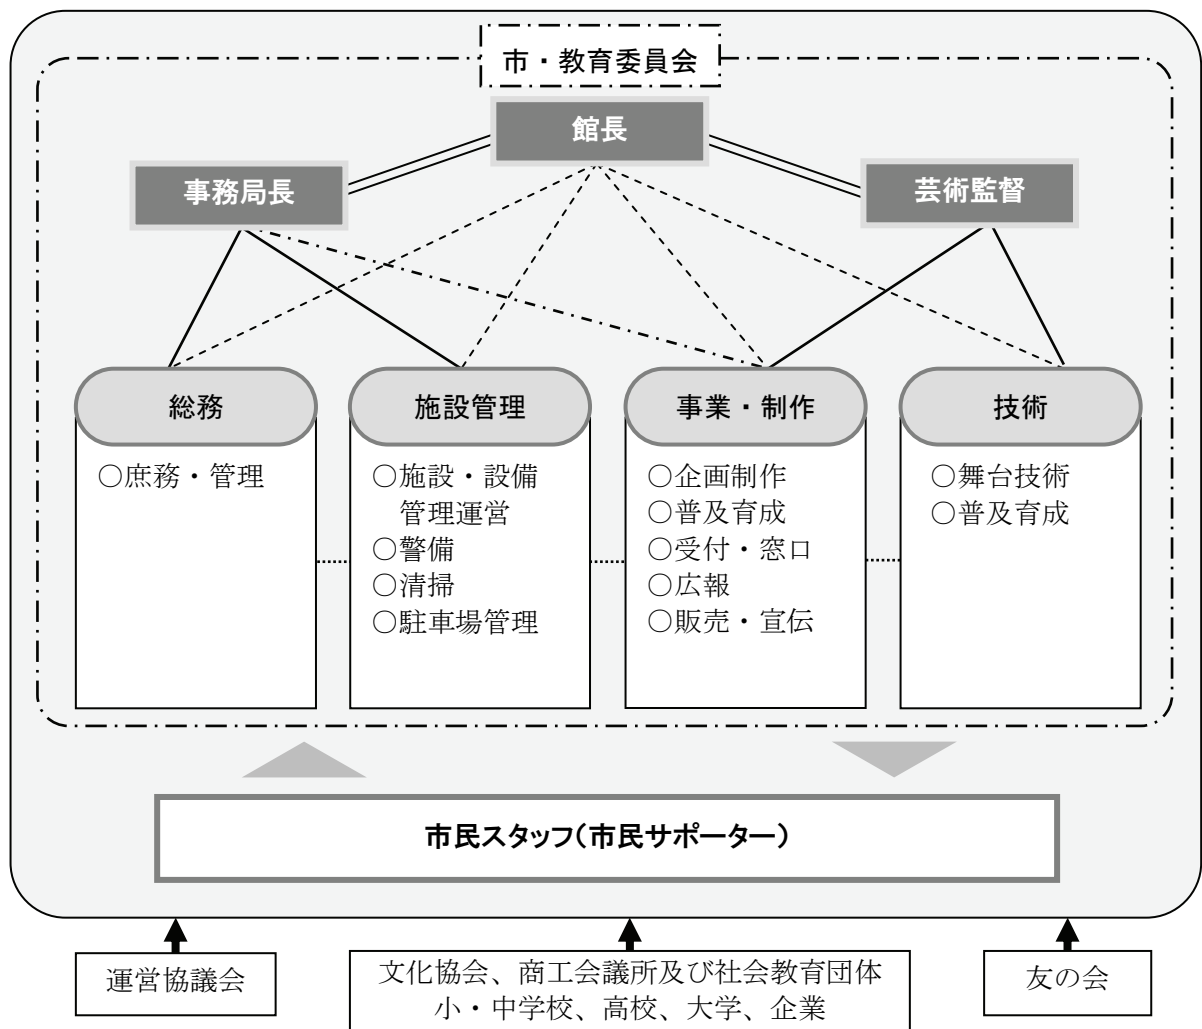 市・教育委員会
館長
事務局長
芸術監督
総務
施設管理
事業・制作
技術
○庶務・管理
○施設・設備
管理運営
○警備
○清掃
○駐車場管理
○企画制作
○普及育成
○受付・窓口
○広報
○販売・宣伝
○舞台技術
○普及育成
市民スタッフ(市民サポーター)
運営協議会
文化協会、商工会議所及び社会教育団体
小・中学校、高校、大学、企業
友の会